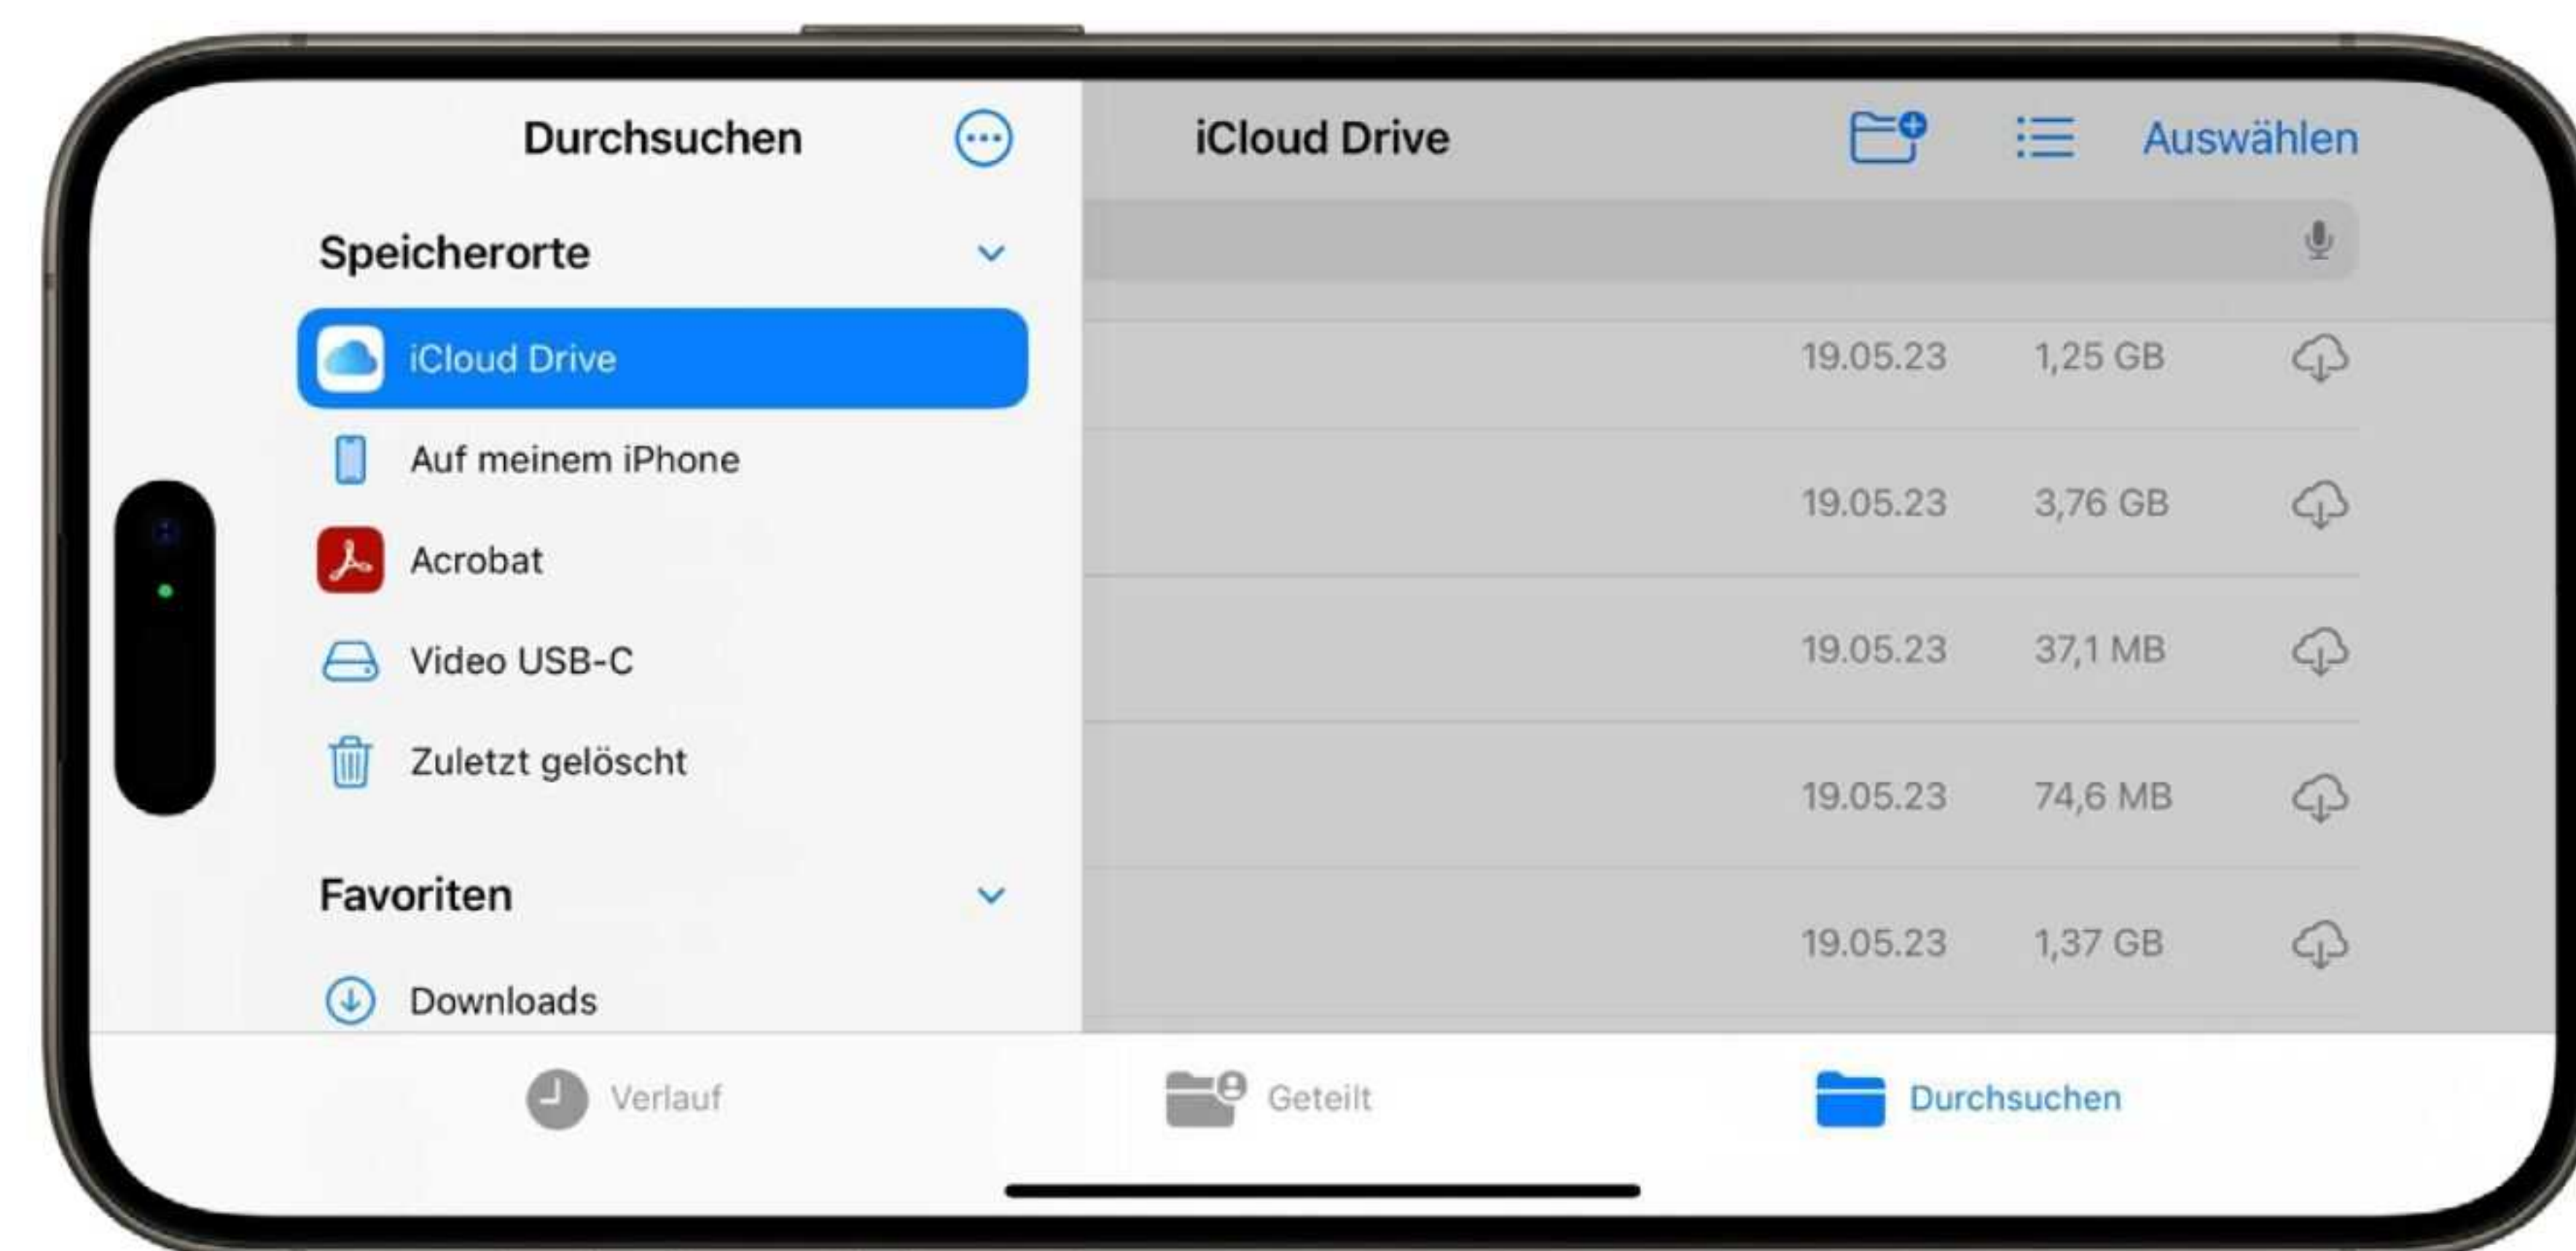 Durchsuchen
Speicherorte
iCloud Drive
Auf meinem iPhone
Acrobat
Video USB-C
Zuletzt gelöscht
Favoriten
Downloads
iCloud Drive
Auswählen
19.05.23 1,25 GB
19.05.23 3,76 GB
19.05.23 37,1 MB
19.05.23 74,6 MB
19.05.23 1,37 GB
Verlauf
Geteilt
Durchsuchen